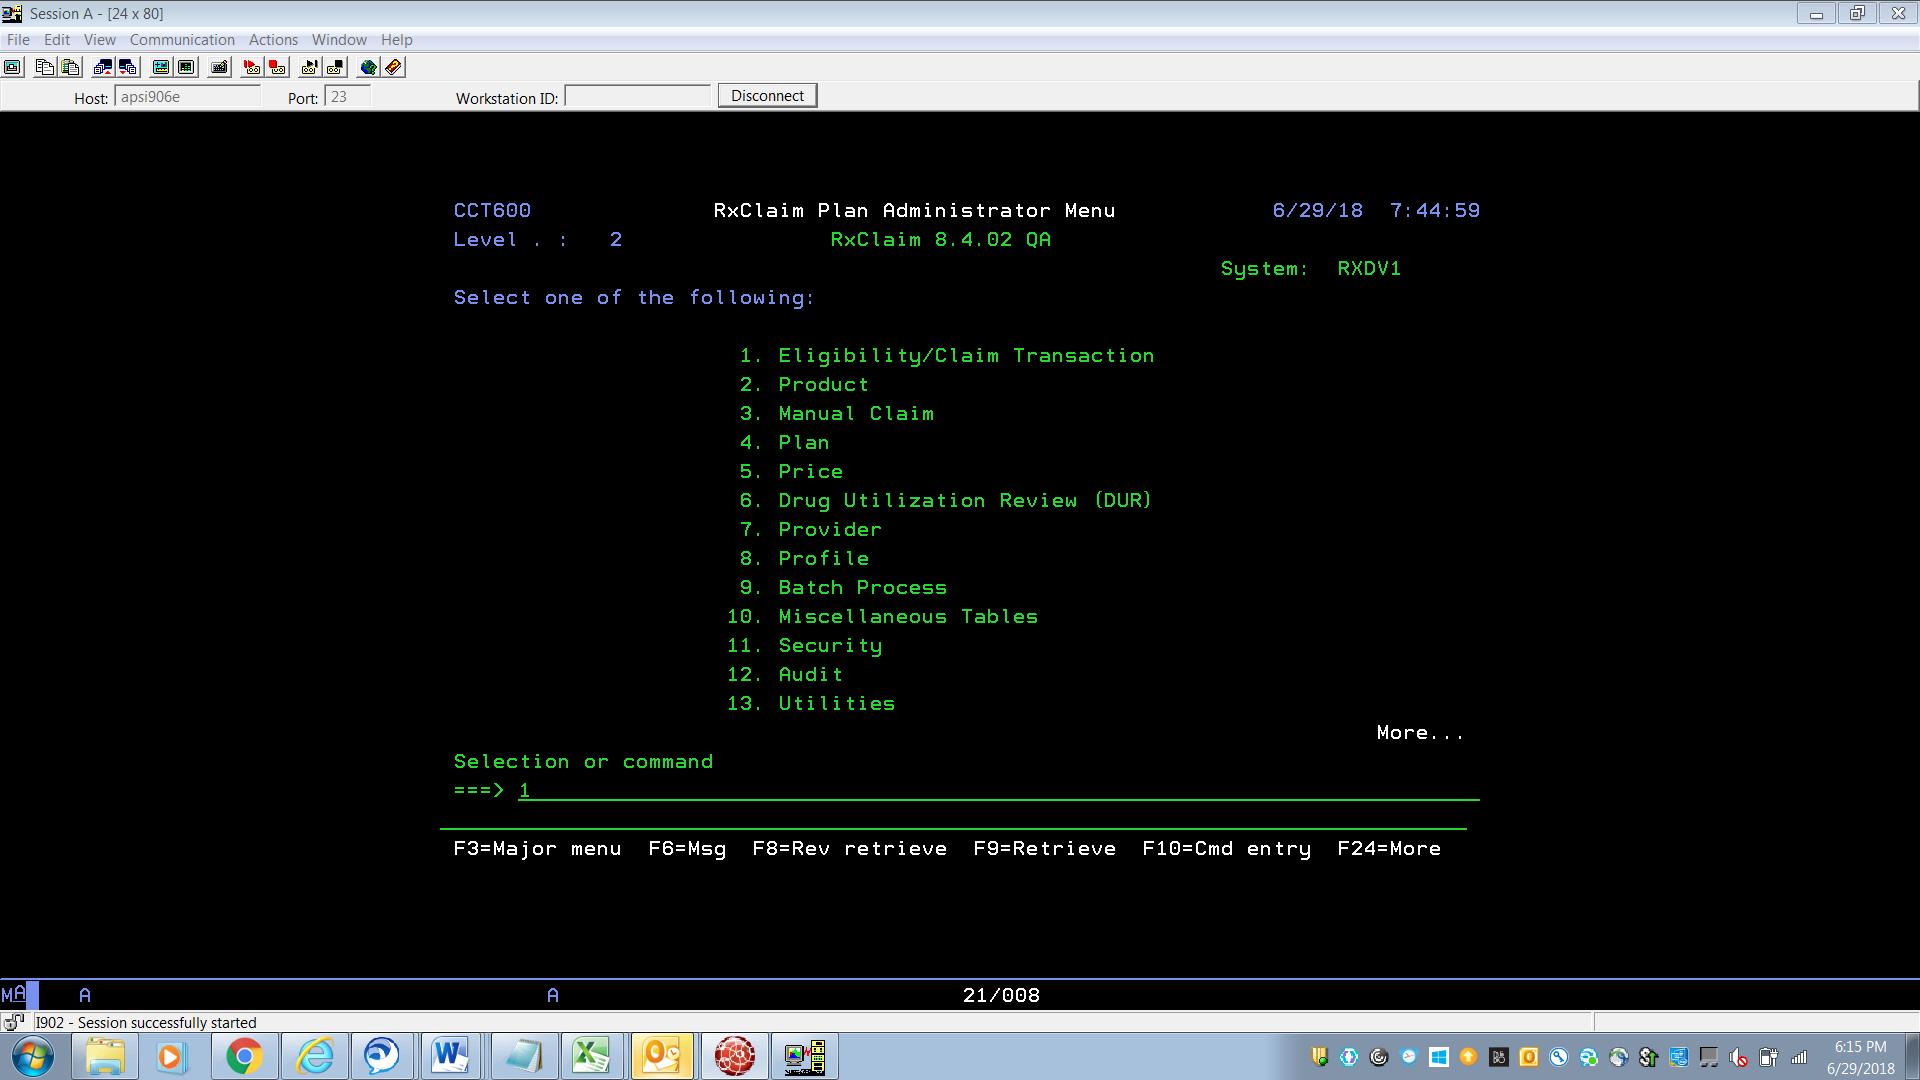 Session A - [24 x 80]
File Edit View Communication Actions Window Help
Host: apsi906e Port: 23 Workstation ID: Disconnect
CCT600 RxClaim Plan Administrator Menu 6/29/18 7:44:59
Level . : 2 RxClaim 8.4.02 QA
System: RXDV1
Select one of the following:
1. Eligibility/Claim Transaction
2. Product
3. Manual Claim
4. Plan
5. Price
6. Drug Utilization Review (DUR)
7. Provider
8. Profile
9. Batch Process
10. Miscellaneous Tables
11. Security
12. Audit
13. Utilities
More...
Selection or command
===> 1
F3=Major menu F6=Msg F8=Rev retrieve F9=Retrieve F10=Cmd entry F24=More
MA A A 21/008
I902 - Session successfully started
6:15 PM
6/29/2018